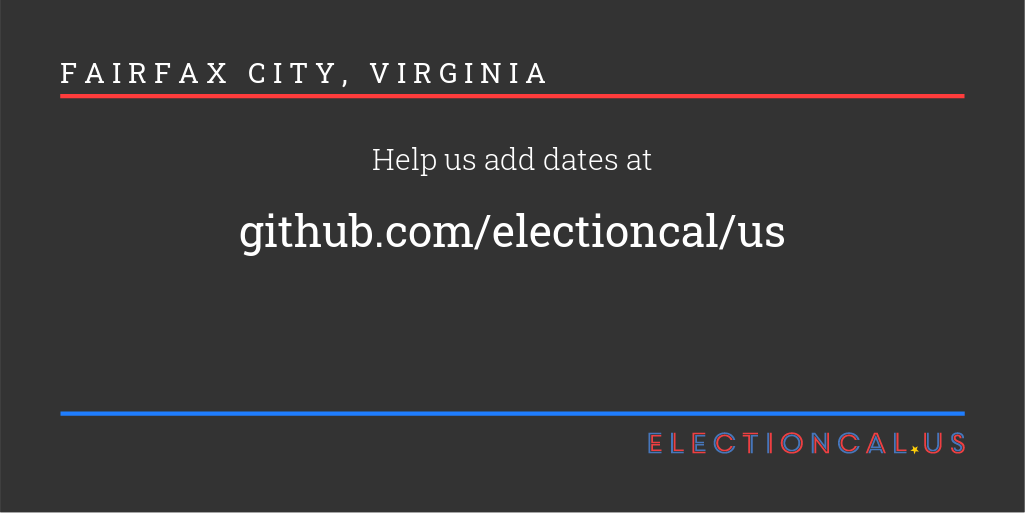 FAIRFAX CITY, VIRGINIA
Help us add dates at
github.com/electioncal/us
ELECTIONCAL.US